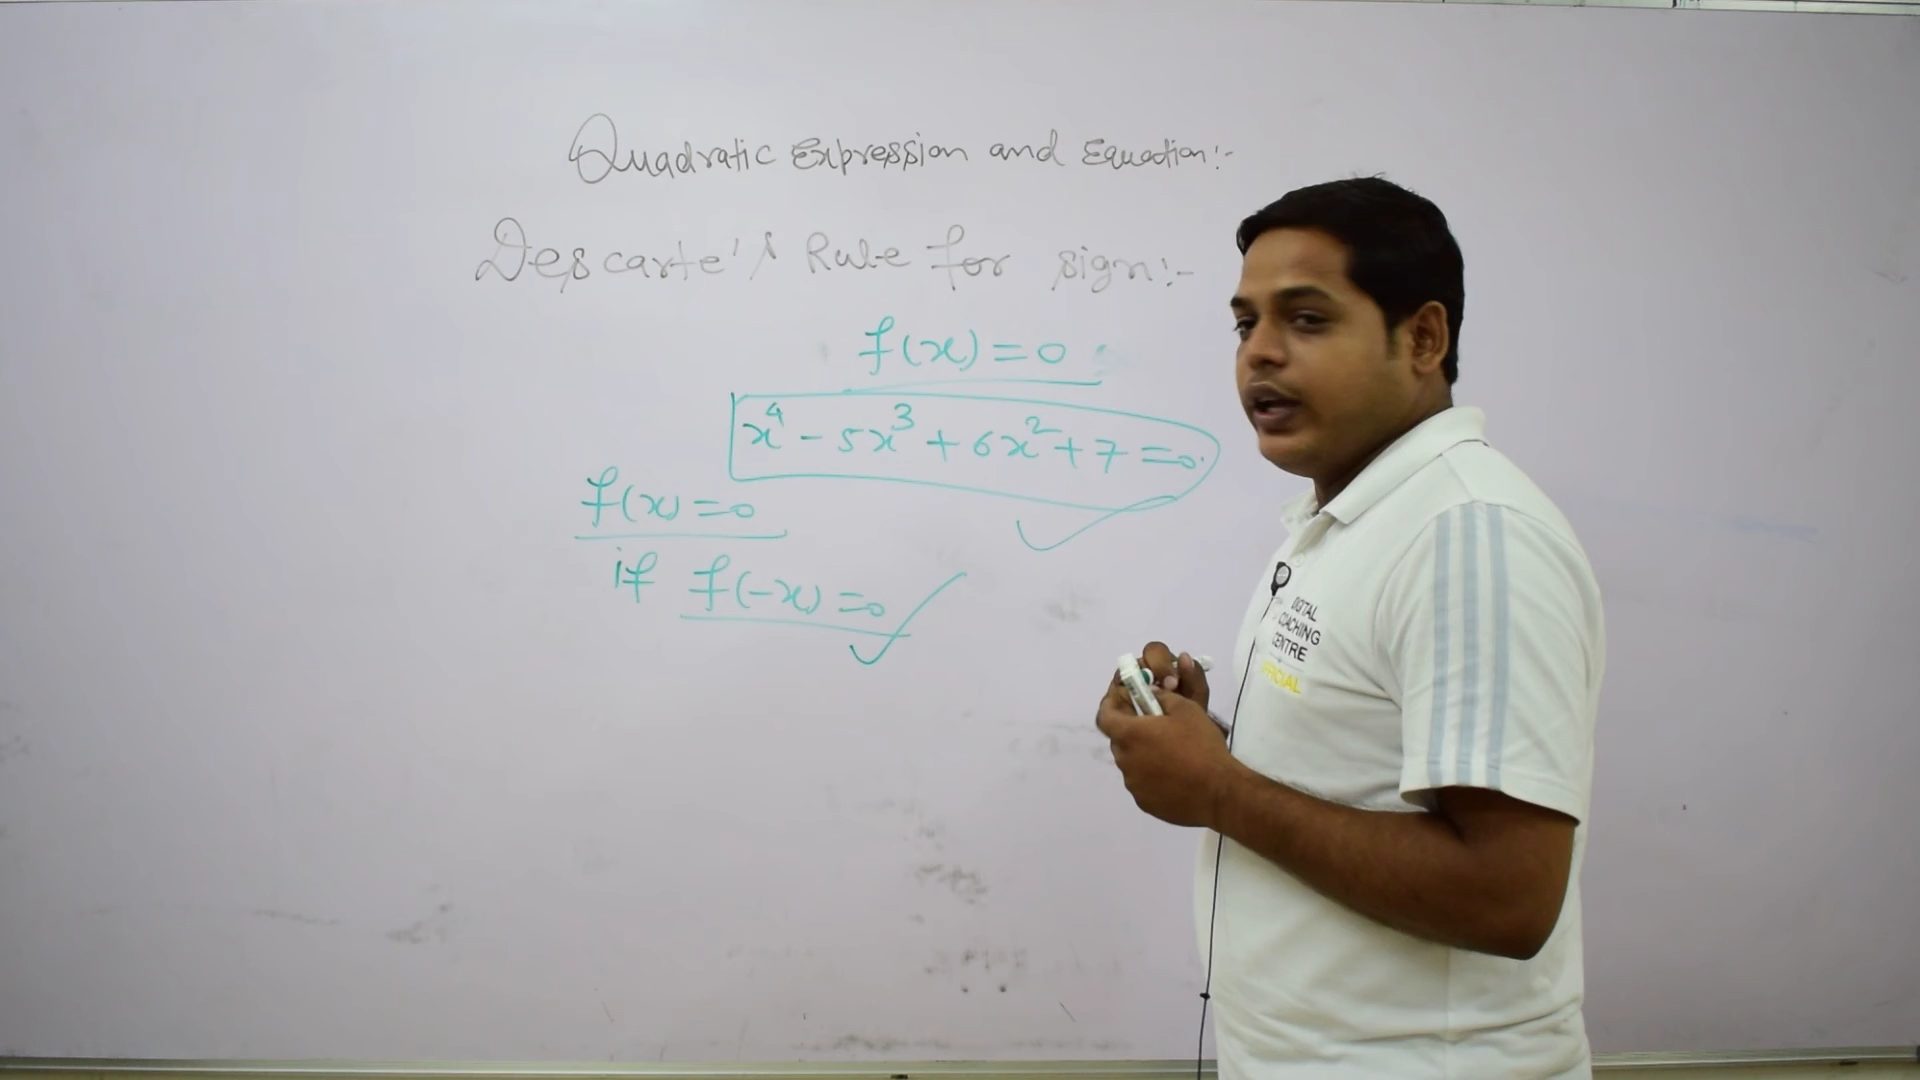 Quadratic Expression and Equation:-
Descarte's Rule for sign:-
f(x)=0
x⁴ - 5x³ + 6x² + 7 = 0.
f(x)=0
if f(-x)=0
DIGITAL
COACHING
CENTRE
OFFICIAL